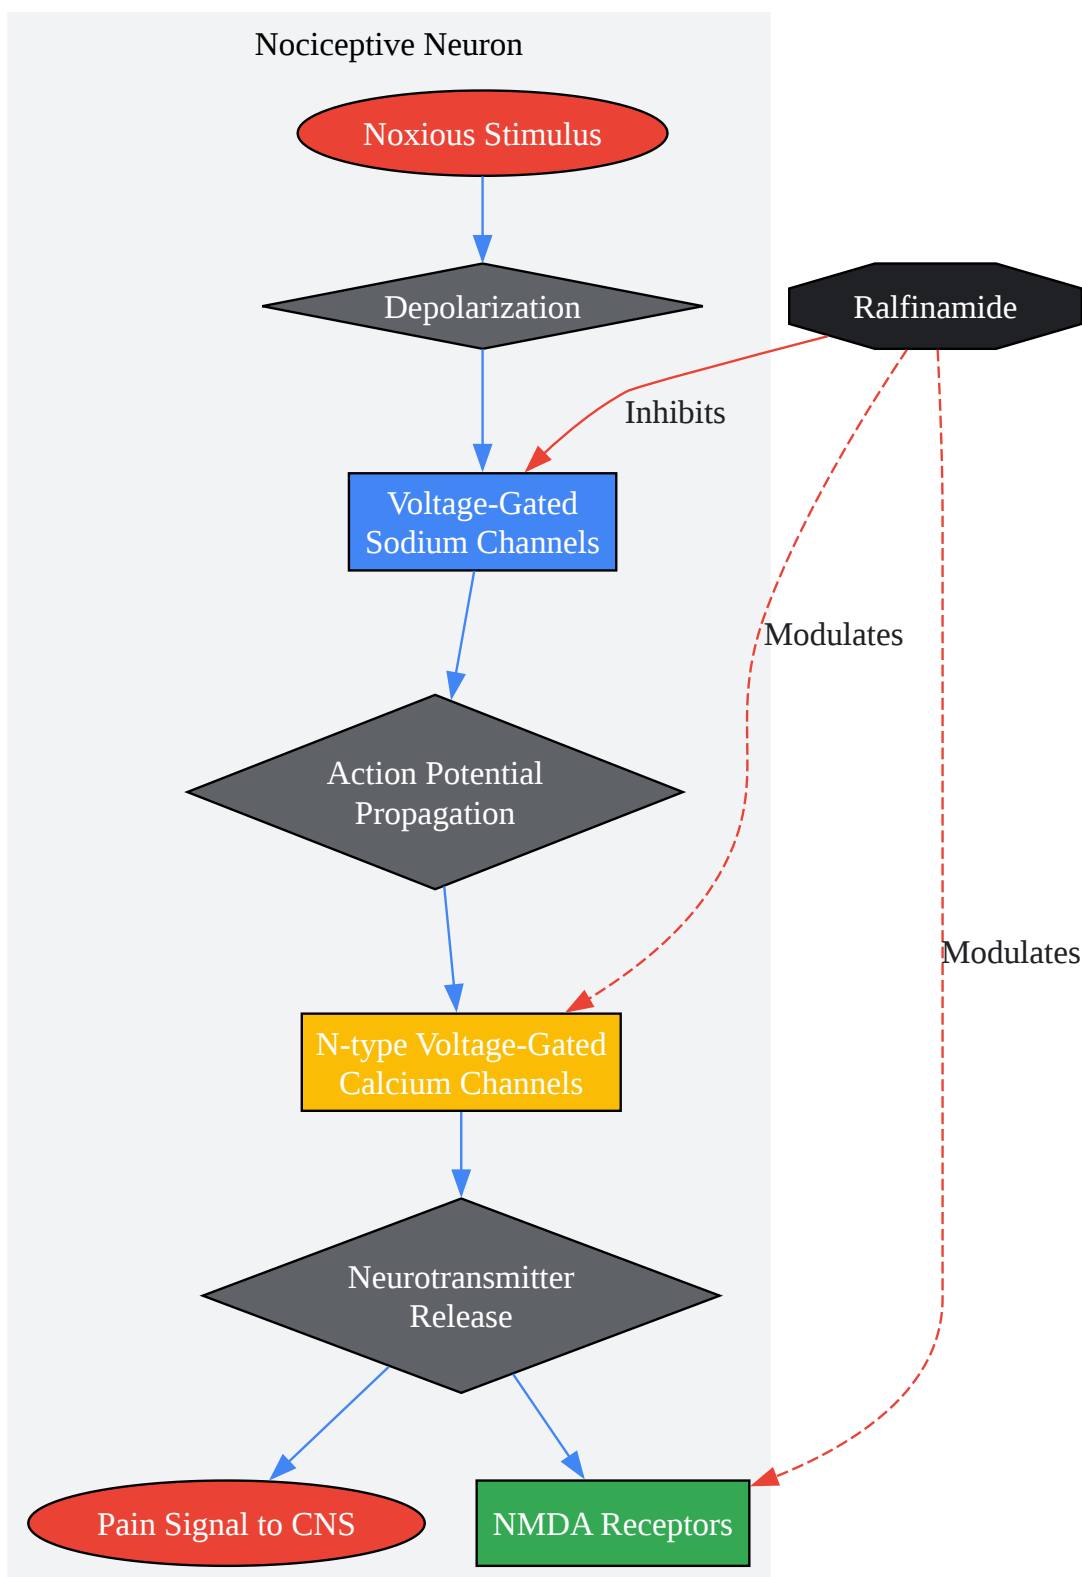 Nociceptive Neuron
Noxious Stimulus
Depolarization
Ralfinamide
Inhibits
Voltage-Gated
Sodium Channels
Modulates
Action Potential
Propagation
Modulates
N-type Voltage-Gated
Calcium Channels
Neurotransmitter
Release
Pain Signal to CNS
NMDA Receptors